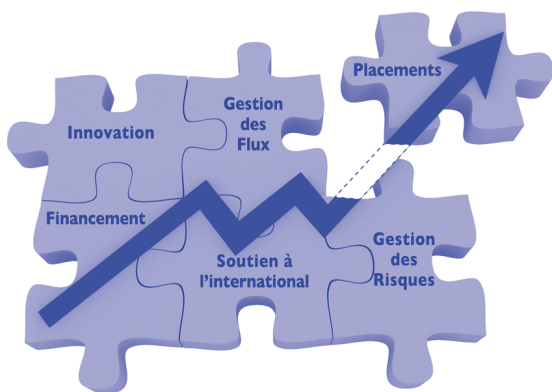 Innovation
Gestion
des
Flux
Placements
Financement
Soutien à
l'international
Gestion
des
Risques